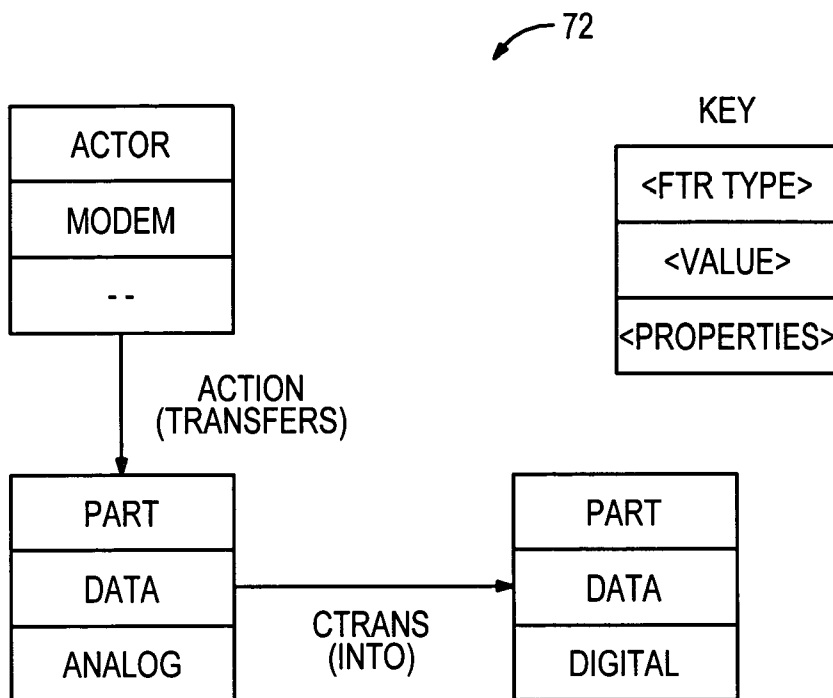 72
ACTOR
MODEM
--
KEY
<FTR TYPE>
<VALUE>
<PROPERTIES>
ACTION
(TRANSFERS)
PART
DATA
ANALOG
CTRANS
(INTO)
PART
DATA
DIGITAL